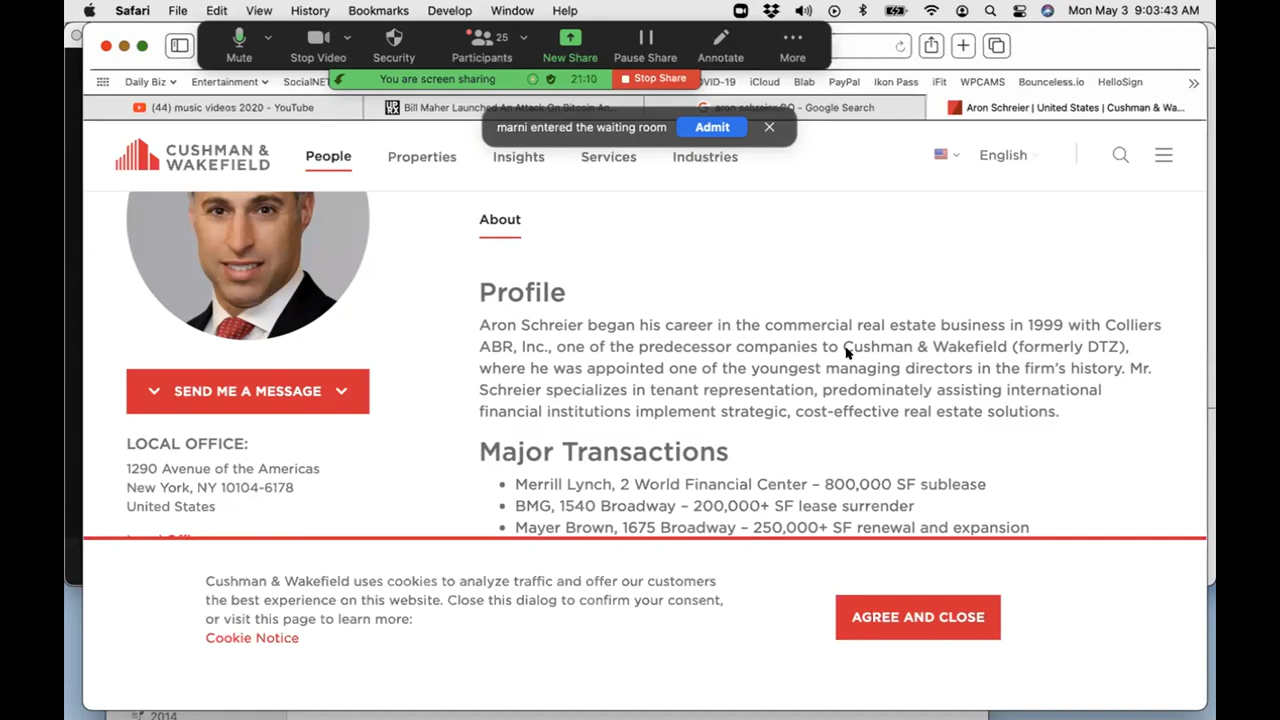 Safari File Edit View History Bookmarks Develop Window Help Mon May 3 9:03:43 AM
Mute Stop Video Security Participants 25 New Share Pause Share Annotate More
You are screen sharing 21:10 Stop Share
Daily Biz Entertainment SocialNET OVID-19 iCloud Blab PayPal Ikon Pass iFit WPCAMS Bounceless.io HelloSign
(44) music videos 2020 - YouTube
Bill Maher Launched An Attack On Bitcoin An...
aron schreier GO - Google Search
Aron Schreier | United States | Cushman & Wa...
marni entered the waiting room Admit
CUSHMAN & WAKEFIELD
People Properties Insights Services Industries English
About
Profile
Aron Schreier began his career in the commercial real estate business in 1999 with Colliers
ABR, Inc., one of the predecessor companies to Cushman & Wakefield (formerly DTZ),
where he was appointed one of the youngest managing directors in the firm's history. Mr.
Schreier specializes in tenant representation, predominately assisting international
financial institutions implement strategic, cost-effective real estate solutions.
SEND ME A MESSAGE
LOCAL OFFICE:
1290 Avenue of the Americas
New York, NY 10104-6178
United States
Major Transactions
• Merrill Lynch, 2 World Financial Center – 800,000 SF sublease
• BMG, 1540 Broadway – 200,000+ SF lease surrender
• Mayer Brown, 1675 Broadway – 250,000+ SF renewal and expansion
Cushman & Wakefield uses cookies to analyze traffic and offer our customers
the best experience on this website. Close this dialog to confirm your consent,
or visit this page to learn more:
Cookie Notice
AGREE AND CLOSE
2014